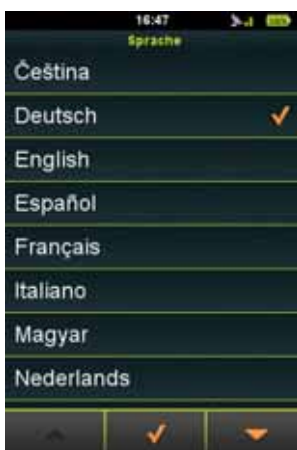 16:47
Sprache
Čeština
Deutsch
English
Español
Français
Italiano
Magyar
Nederlands